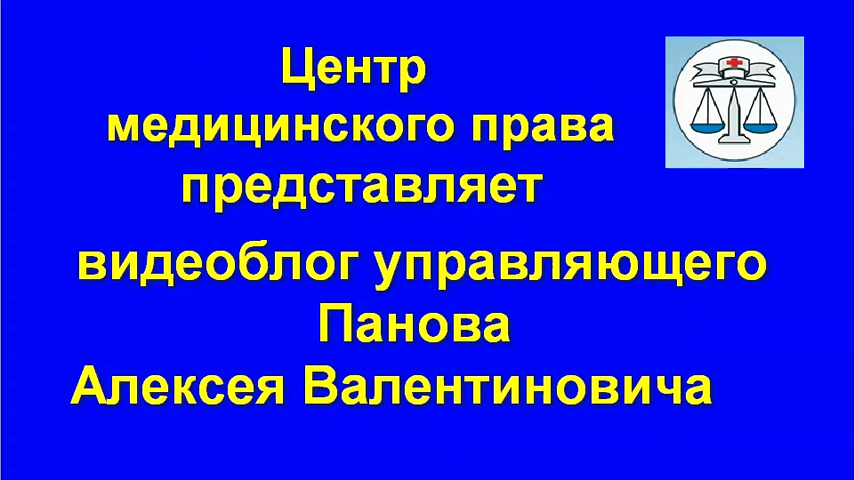 Центр
медицинского права
представляет
видеоблог управляющего
Панова
Алексея Валентиновича